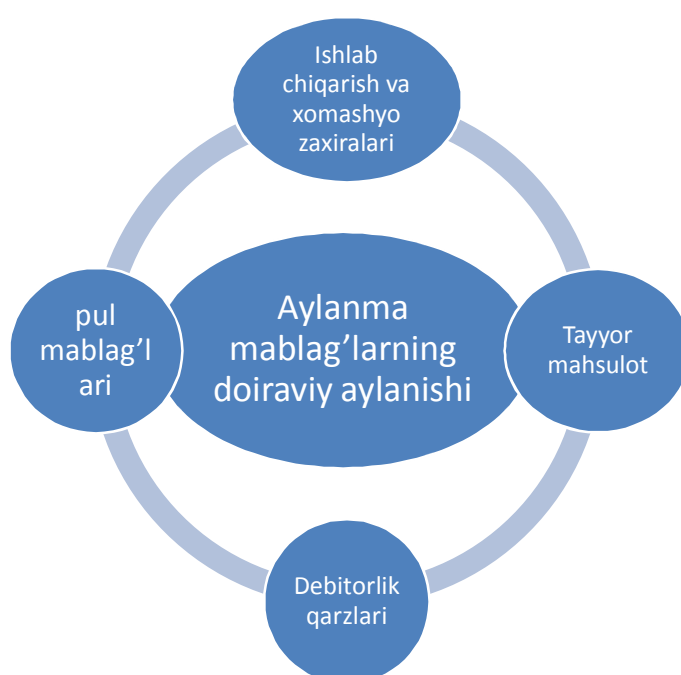 Ishlab
chiqarish va
xomashyo
zaxiralari
Aylanma
mablag’larning
doiraviy aylanishi
pul
mablag’l
ari
Tayyor
mahsulot
Debitorlik
qarzlari